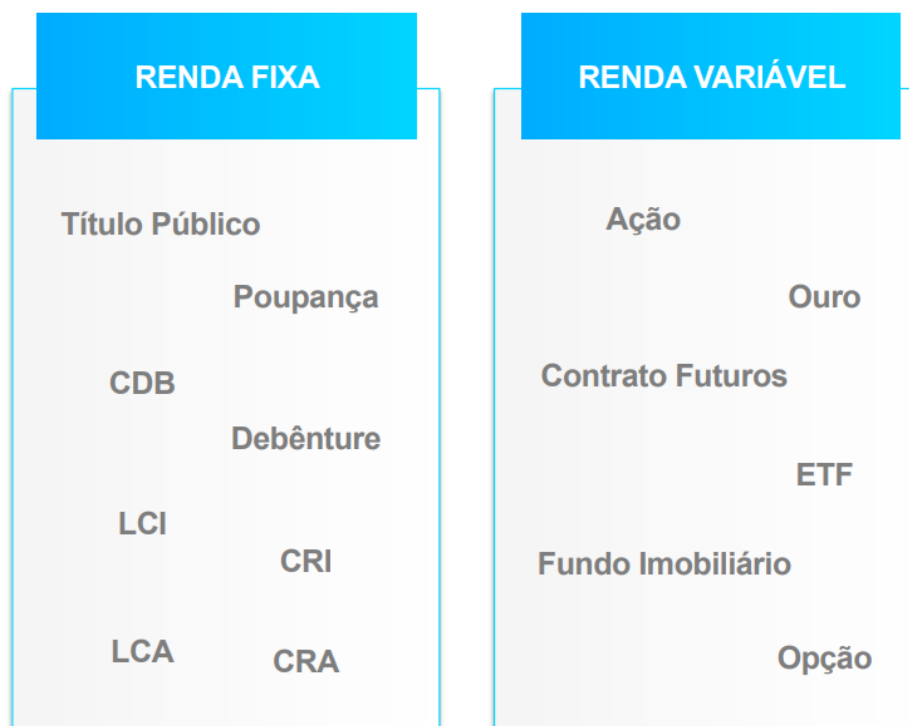 RENDA FIXA
Título Público
Poupança
CDB
Debênture
LCI
CRI
LCA
CRA
RENDA VARIÁVEL
Ação
Ouro
Contrato Futuros
ETF
Fundo Imobiliário
Opção